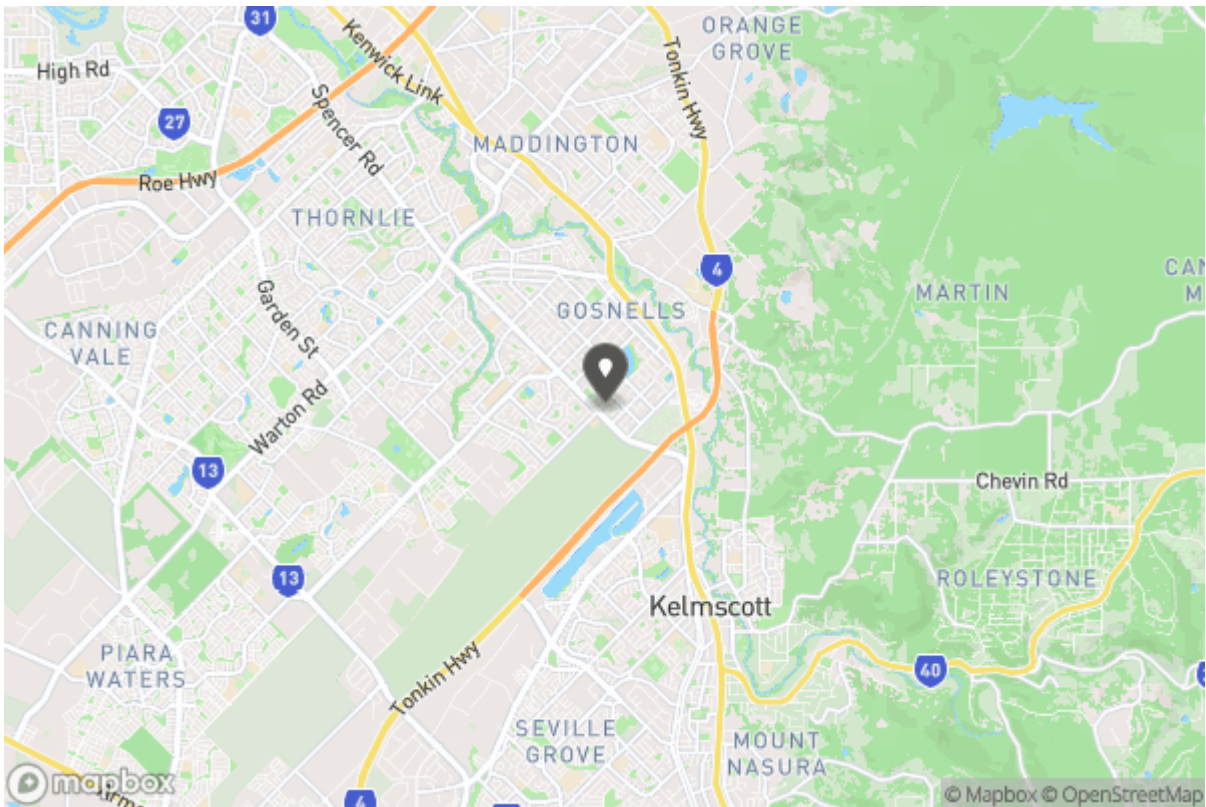 31
ORANGE
GROVE
High Rd
Kenwick Link
Tonkin Hwy
27
Spencer Rd
MADDINGTON
Roe Hwy
THORNLIE
4
CANNING
VALE
Garden St
GOSNELLS
MARTIN
Warton Rd
13
Chevin Rd
13
ROLEYSTONE
Kelmscott
PIARA
WATERS
Tonkin Hwy
40
SEVILLE
GROVE
MOUNT
NASURA
mapbox
4
© Mapbox © OpenStreetMap